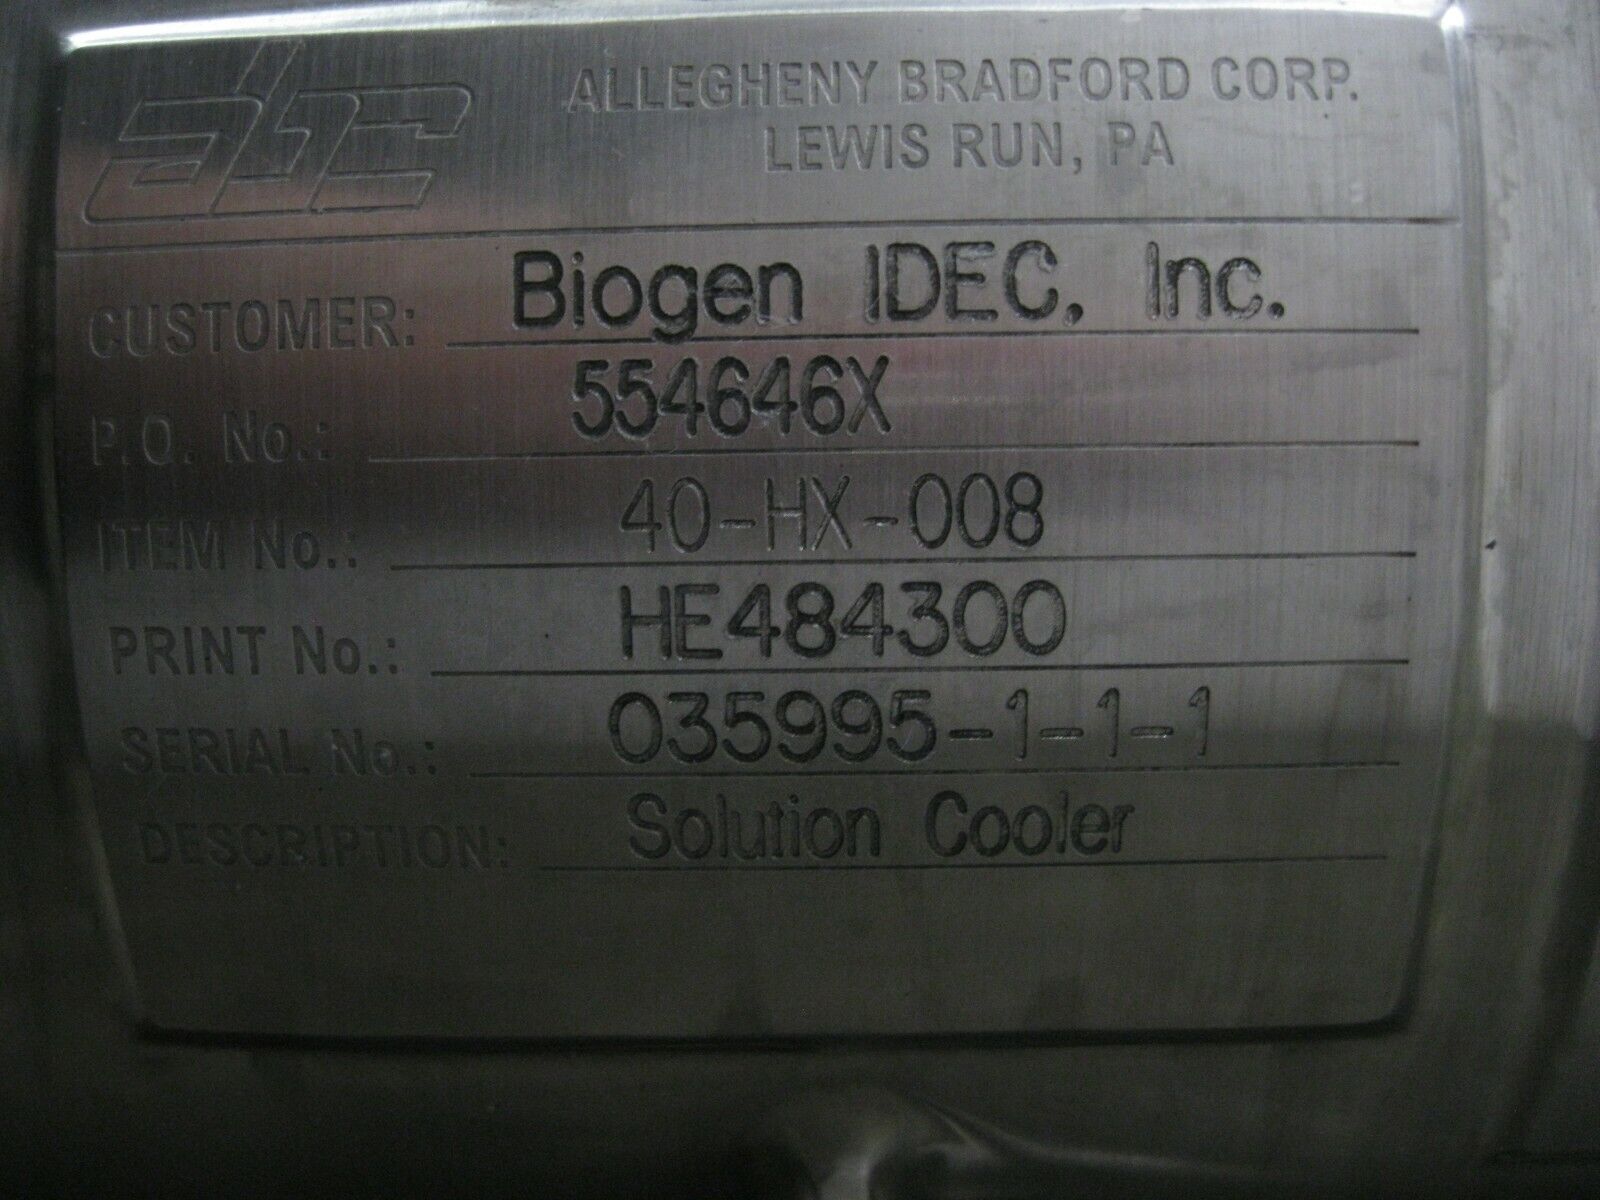 abc
ALLEGHENY BRADFORD CORP.
LEWIS RUN, PA
CUSTOMER: Biogen IDEC, Inc.
P.O. No.: 554646X
ITEM No.: 40-HX-008
PRINT No.: HE484300
SERIAL No.: 035995-1-1-1
DESCRIPTION: Solution Cooler